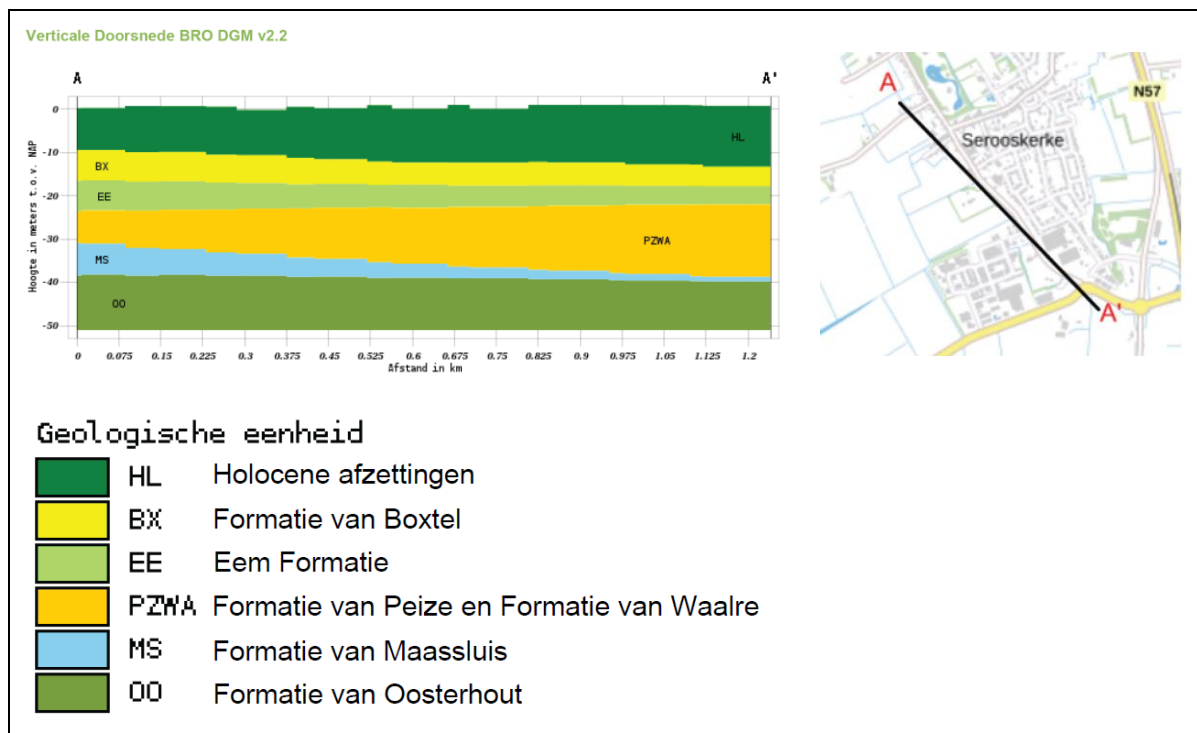 Verticale Doorsnede BRO DGM v2.2
A A'
0
-10
-20
-30
-40
-50
Hoogte in meters t.o.v. NAP
HL
BX
EE
PZWA
MS
OO
0 0.075 0.15 0.225 0.3 0.375 0.45 0.525 0.6 0.675 0.75 0.825 0.9 0.975 1.05 1.125 1.2
Afstand in km
A
N57
Serooskerke
A'
Geologische eenheid
HL Holocene afzettingen
BX Formatie van Boxtel
EE Eem Formatie
PZWA Formatie van Peize en Formatie van Waalre
MS Formatie van Maassluis
OO Formatie van Oosterhout